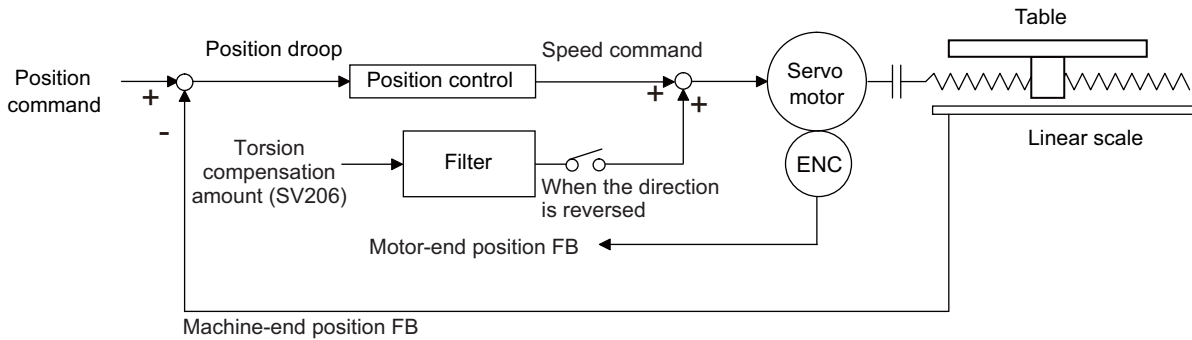 Table
Position droop
Speed command
Position
command
Position control
Servo
motor
+
-
+
+
Linear scale
Torsion
compensation
amount (SV206)
Filter
When the direction
is reversed
ENC
Motor-end position FB
Machine-end position FB